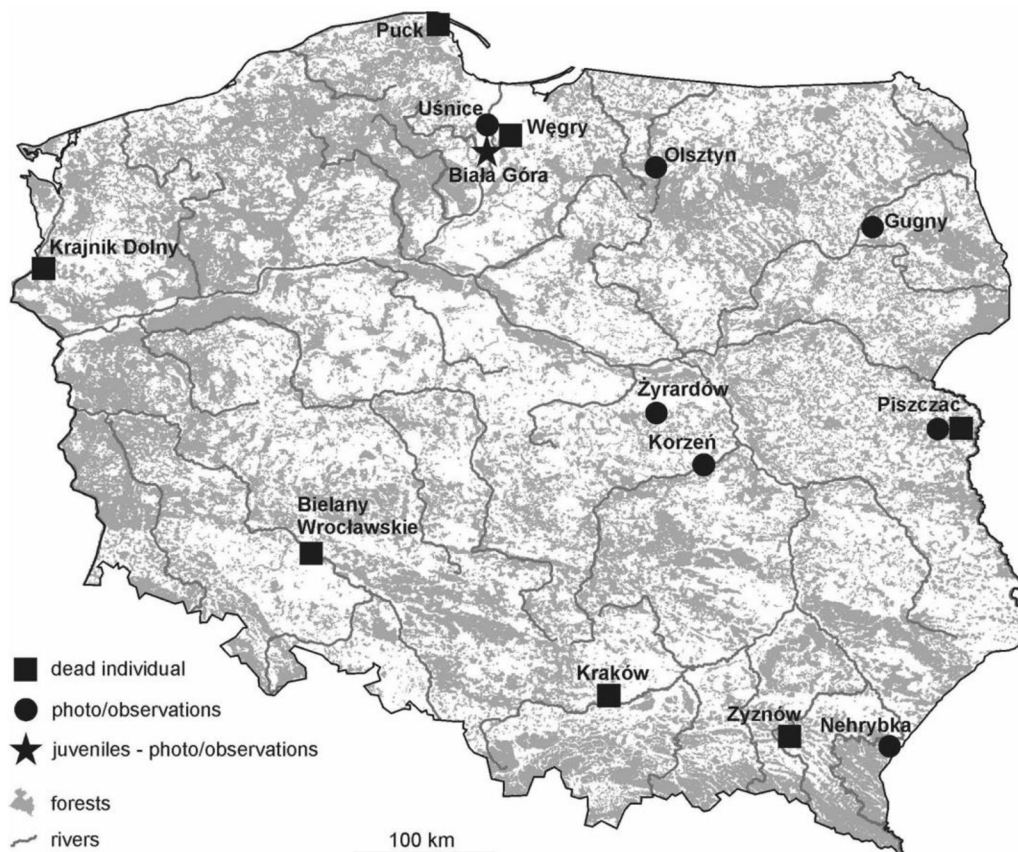 Puck
Uśnice
Węgry
Biała Góra
Olsztyn
Gugny
Krajnik Dolny
Żyrardów
Piszczac
Korzeń
Bielany
Wrocławskie
Kraków
Zyznów
Nehrybka
dead individual
photo/observations
juveniles - photo/observations
forests
rivers
100 km